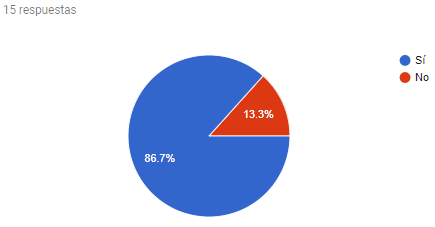 15 respuestas
Sí
No
13.3%
86.7%